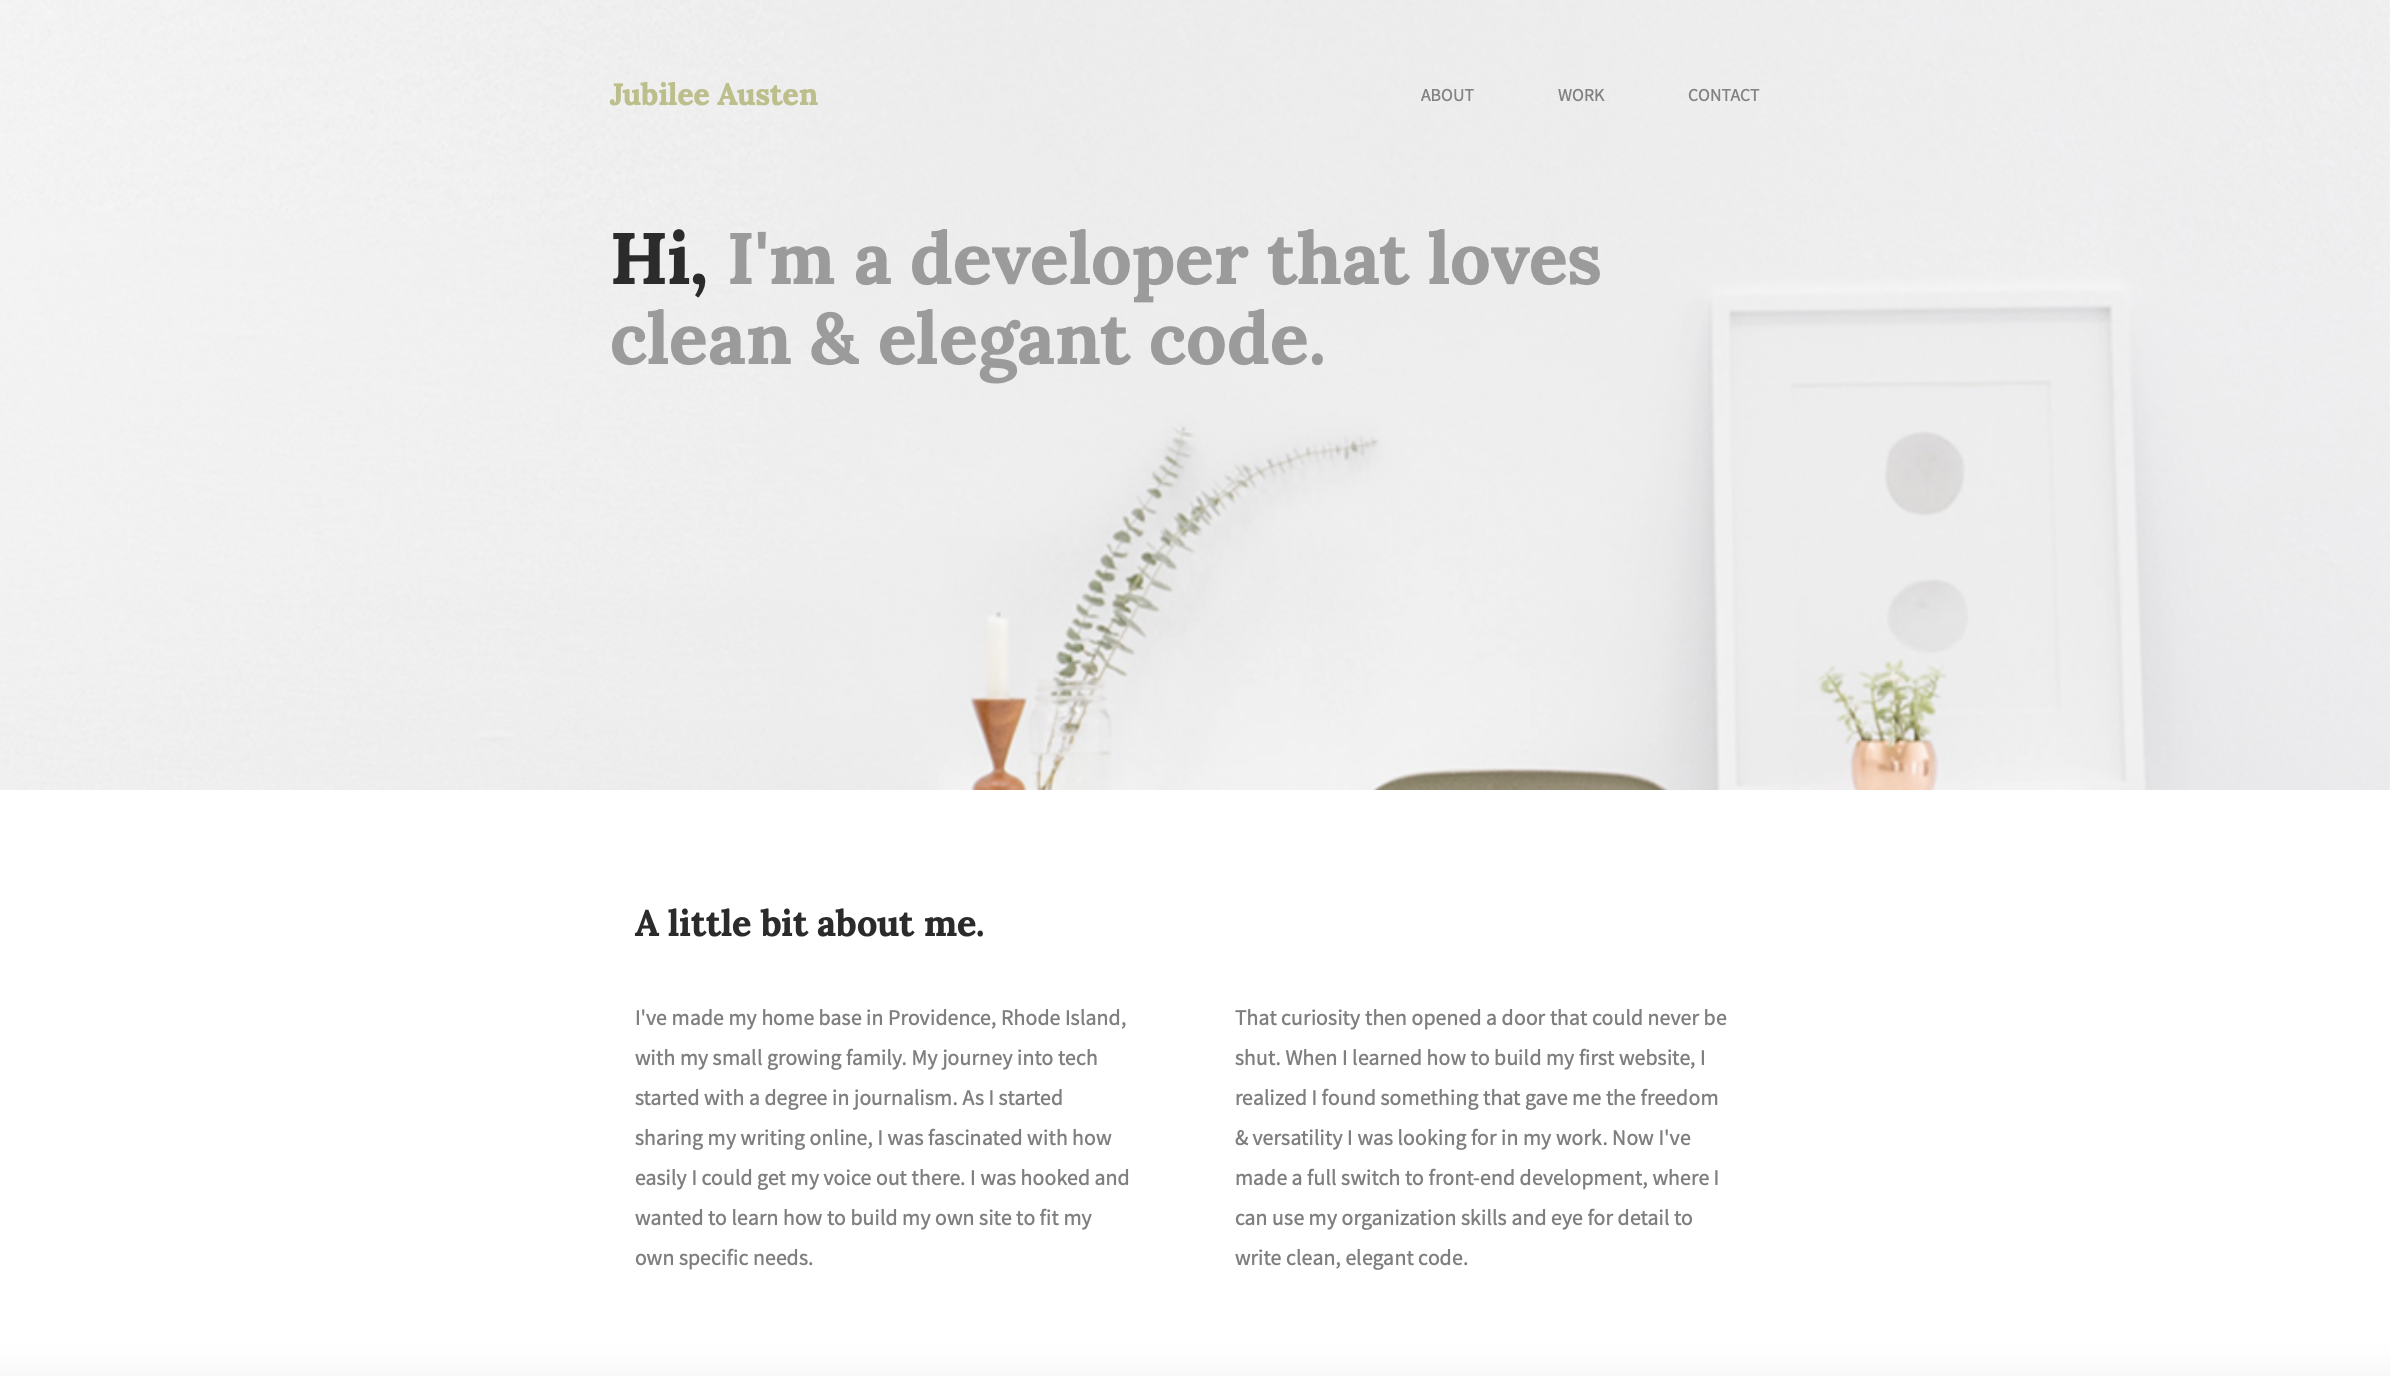 Jubilee Austen
ABOUT
WORK
CONTACT
Hi, I'm a developer that loves
clean & elegant code.
A little bit about me.
I've made my home base in Providence, Rhode Island,
with my small growing family. My journey into tech
started with a degree in journalism. As I started
sharing my writing online, I was fascinated with how
easily I could get my voice out there. I was hooked and
wanted to learn how to build my own site to fit my
own specific needs.
That curiosity then opened a door that could never be
shut. When I learned how to build my first website, I
realized I found something that gave me the freedom
& versatility I was looking for in my work. Now I've
made a full switch to front-end development, where I
can use my organization skills and eye for detail to
write clean, elegant code.